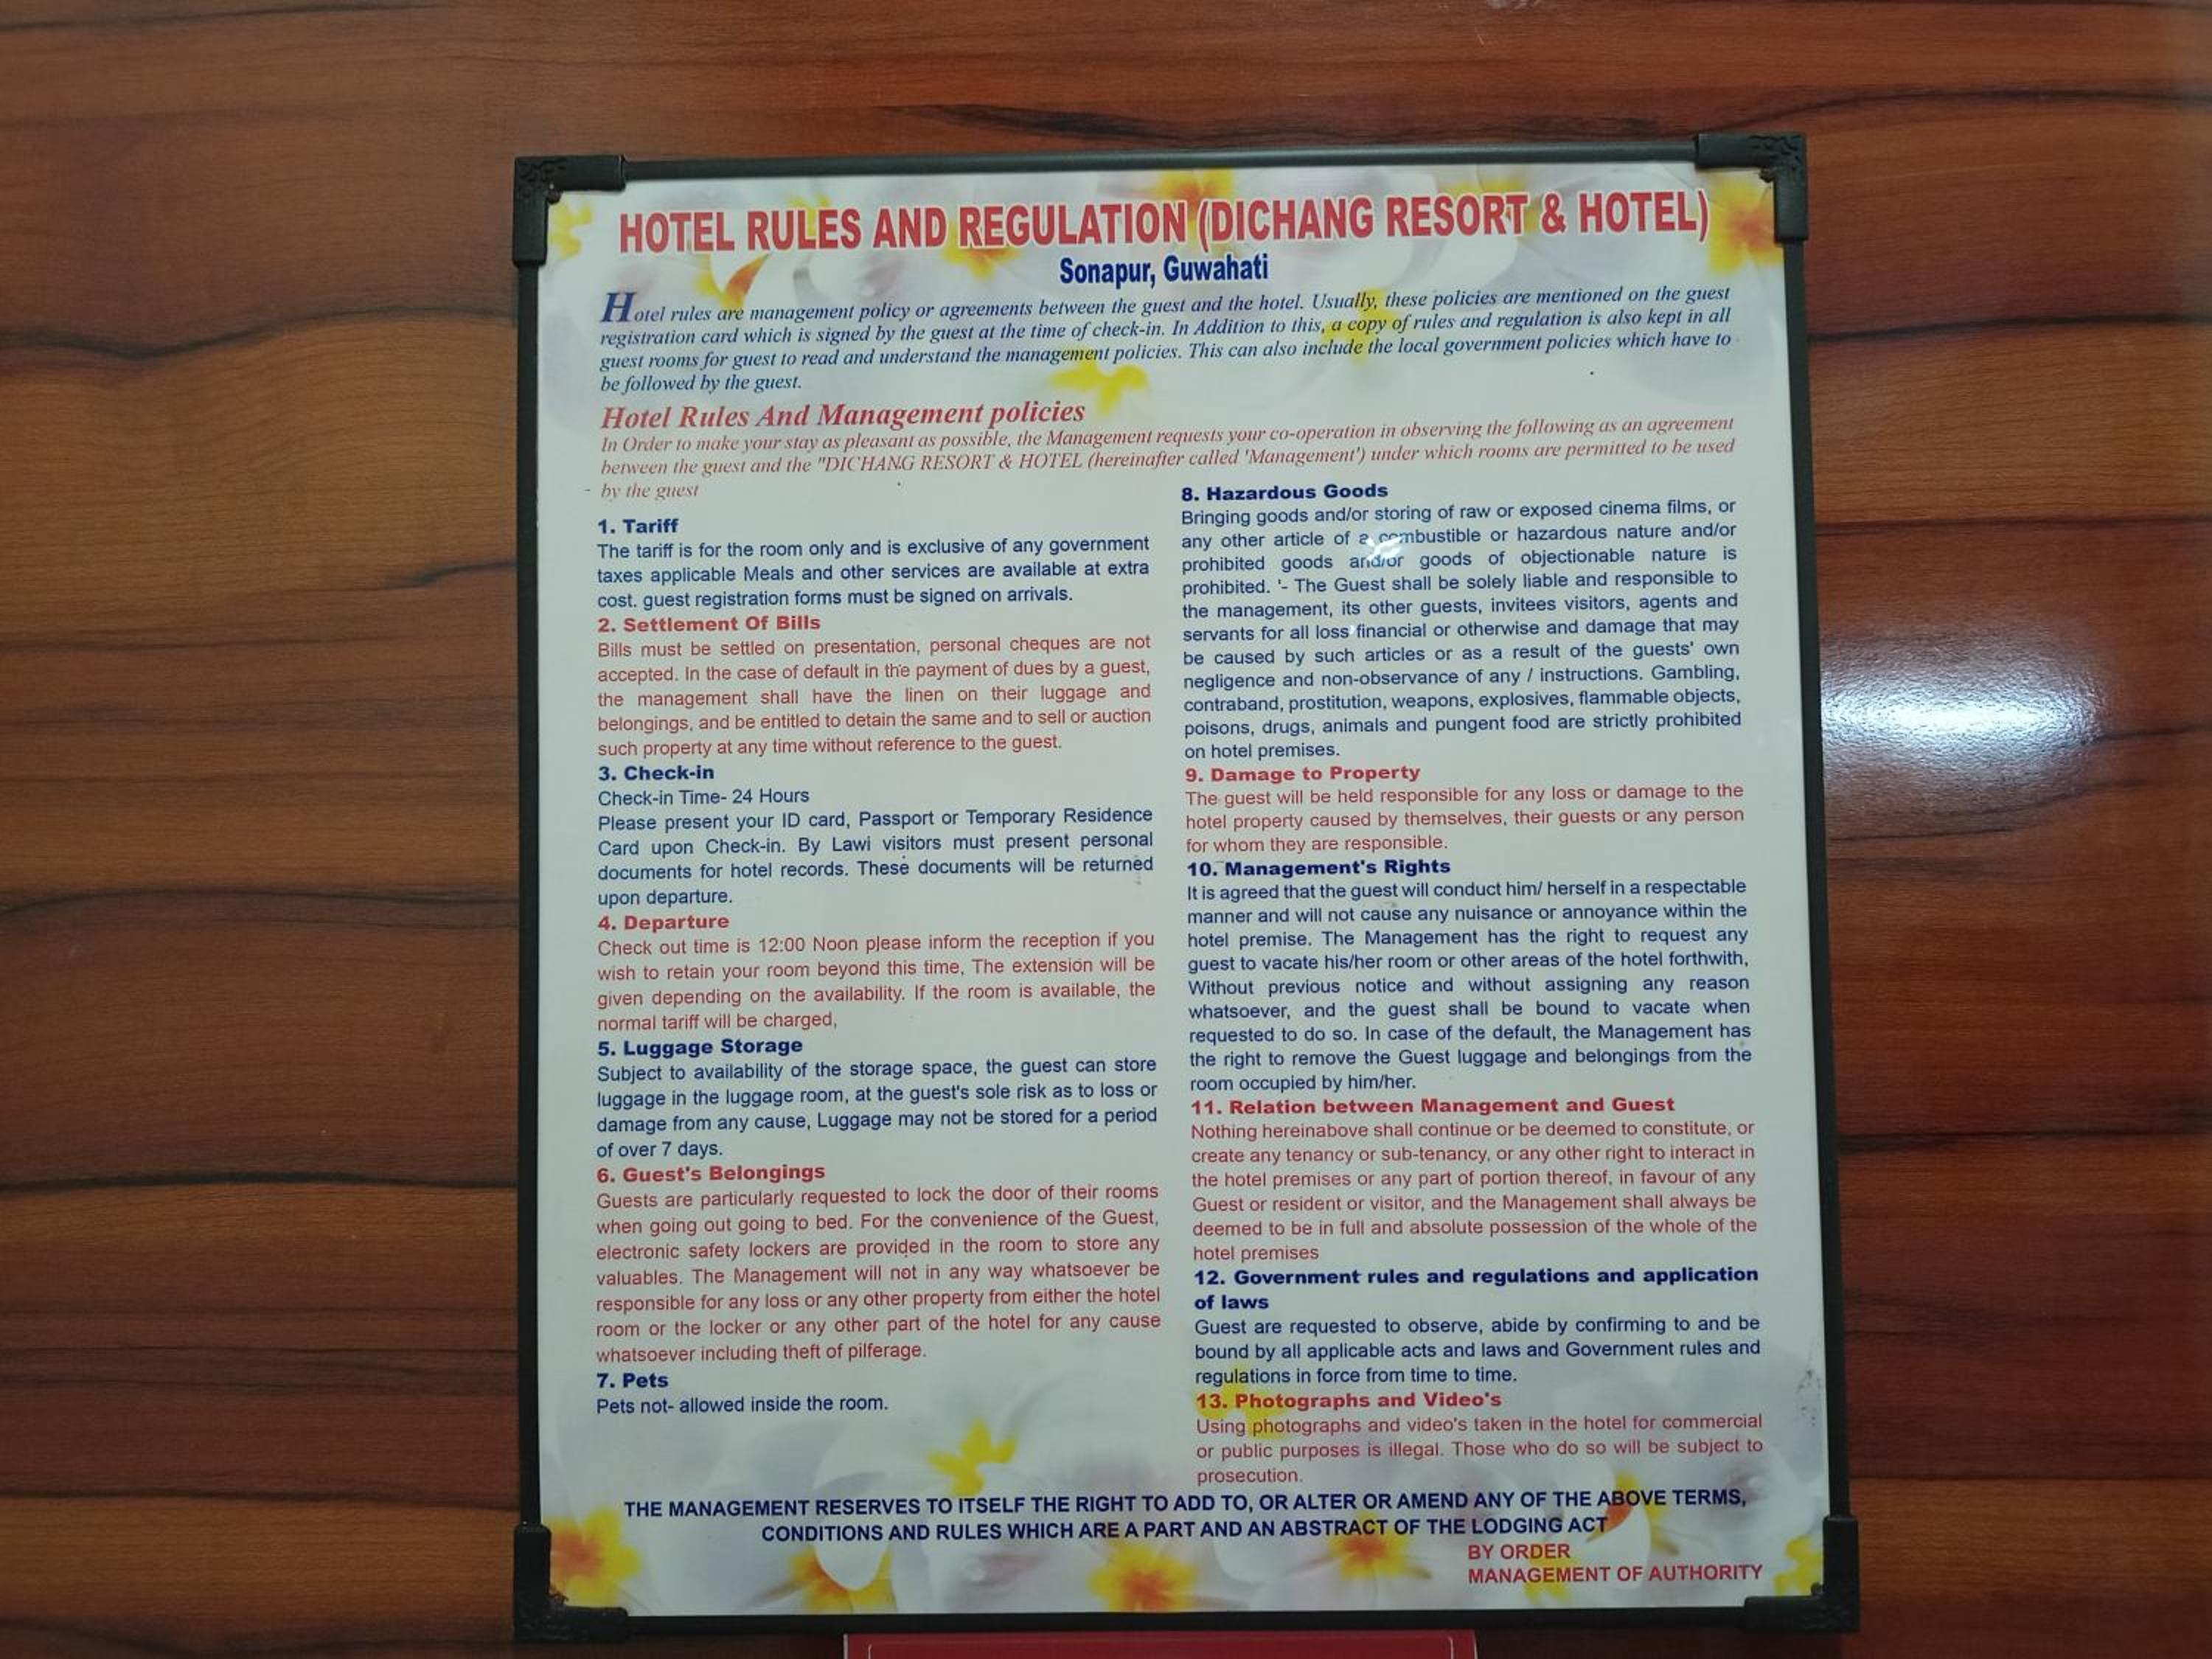 HOTEL RULES AND REGULATION (DICHANG RESORT & HOTEL)
Sonapur, Guwahati
Hotel rules are management policy or agreements between the guest and the hotel. Usually, these policies are mentioned on the guest
registration card which is signed by the guest at the time of check-in. In Addition to this, a copy of rules and regulation is also kept in all
guest rooms for guest to read and understand the management policies. This can also include the local government policies which have to
be followed by the guest.
Hotel Rules And Management policies
In Order to make your stay as pleasant as possible, the Management requests your co-operation in observing the following as an agreement
between the guest and the "DICHANG RESORT & HOTEL (hereinafter called 'Management') under which rooms are permitted to be used
- by the guest
1. Tariff
The tariff is for the room only and is exclusive of any government
taxes applicable Meals and other services are available at extra
cost. guest registration forms must be signed on arrivals.
2. Settlement Of Bills
Bills must be settled on presentation, personal cheques are not
accepted. In the case of default in the payment of dues by a guest,
the management shall have the linen on their luggage and
belongings, and be entitled to detain the same and to sell or auction
such property at any time without reference to the guest.
3. Check-in
Check-in Time- 24 Hours
Please present your ID card, Passport or Temporary Residence
Card upon Check-in. By Lawi visitors must present personal
documents for hotel records. These documents will be returned
upon departure.
4. Departure
Check out time is 12:00 Noon please inform the reception if you
wish to retain your room beyond this time, The extension will be
given depending on the availability. If the room is available, the
normal tariff will be charged,
5. Luggage Storage
Subject to availability of the storage space, the guest can store
luggage in the luggage room, at the guest's sole risk as to loss or
damage from any cause, Luggage may not be stored for a period
of over 7 days.
6. Guest's Belongings
Guests are particularly requested to lock the door of their rooms
when going out going to bed. For the convenience of the Guest,
electronic safety lockers are provided in the room to store any
valuables. The Management will not in any way whatsoever be
responsible for any loss or any other property from either the hotel
room or the locker or any other part of the hotel for any cause
whatsoever including theft of pilferage.
7. Pets
Pets not- allowed inside the room.
8. Hazardous Goods
Bringing goods and/or storing of raw or exposed cinema films, or
any other article of a combustible or hazardous nature and/or
prohibited goods and/or goods of objectionable nature is
prohibited. '- The Guest shall be solely liable and responsible to
the management, its other guests, invitees visitors, agents and
servants for all loss financial or otherwise and damage that may
be caused by such articles or as a result of the guests' own
negligence and non-observance of any / instructions. Gambling,
contraband, prostitution, weapons, explosives, flammable objects,
poisons, drugs, animals and pungent food are strictly prohibited
on hotel premises.
9. Damage to Property
The guest will be held responsible for any loss or damage to the
hotel property caused by themselves, their guests or any person
for whom they are responsible.
10. Management's Rights
It is agreed that the guest will conduct him/ herself in a respectable
manner and will not cause any nuisance or annoyance within the
hotel premise. The Management has the right to request any
guest to vacate his/her room or other areas of the hotel forthwith,
Without previous notice and without assigning any reason
whatsoever, and the guest shall be bound to vacate when
requested to do so. In case of the default, the Management has
the right to remove the Guest luggage and belongings from the
room occupied by him/her.
11. Relation between Management and Guest
Nothing hereinabove shall continue or be deemed to constitute, or
create any tenancy or sub-tenancy, or any other right to interact in
the hotel premises or any part of portion thereof, in favour of any
Guest or resident or visitor, and the Management shall always be
deemed to be in full and absolute possession of the whole of the
hotel premises
12. Government rules and regulations and application
of laws
Guest are requested to observe, abide by confirming to and be
bound by all applicable acts and laws and Government rules and
regulations in force from time to time.
13. Photographs and Video's
Using photographs and video's taken in the hotel for commercial
or public purposes is illegal. Those who do so will be subject to
prosecution.
THE MANAGEMENT RESERVES TO ITSELF THE RIGHT TO ADD TO, OR ALTER OR AMEND ANY OF THE ABOVE TERMS,
CONDITIONS AND RULES WHICH ARE A PART AND AN ABSTRACT OF THE LODGING ACT
BY ORDER
MANAGEMENT OF AUTHORITY